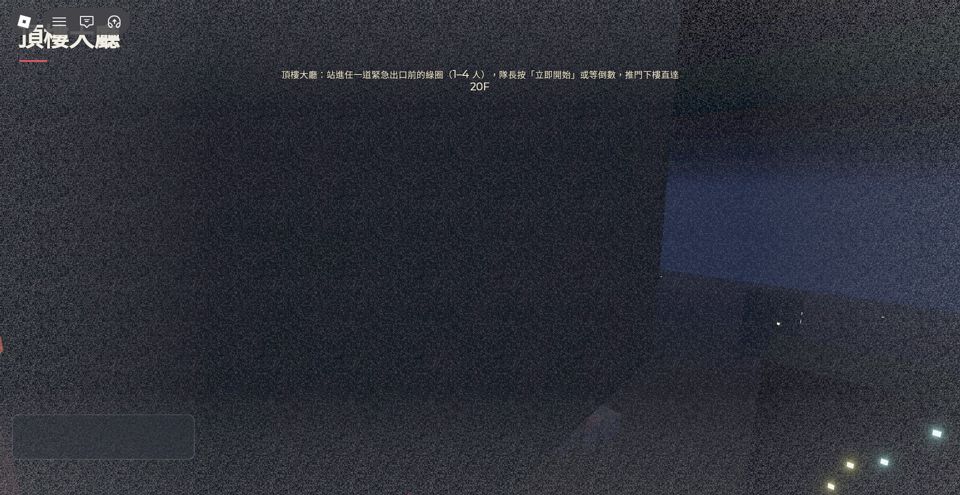 頂樓大廳
頂樓大廳：站進任一道緊急出口前的綠圈（1–4 人），隊長按「立即開始」或等倒數，推門下樓直達
20F